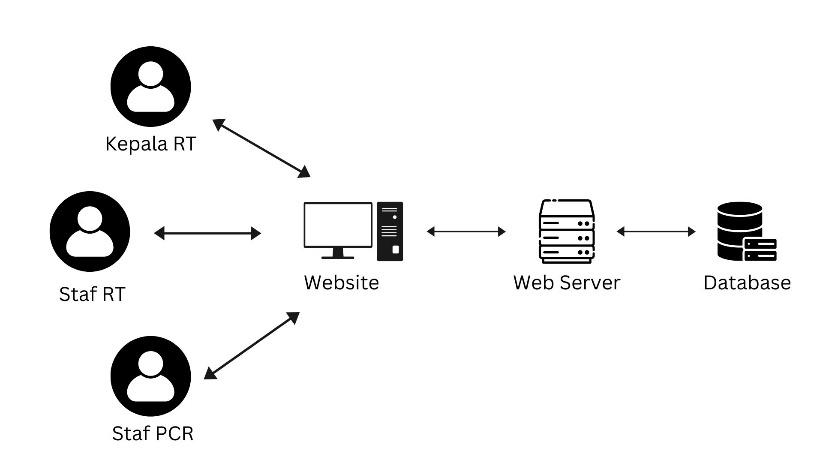 Kepala RT
Staf RT
Website
Web Server
Database
Staf PCR